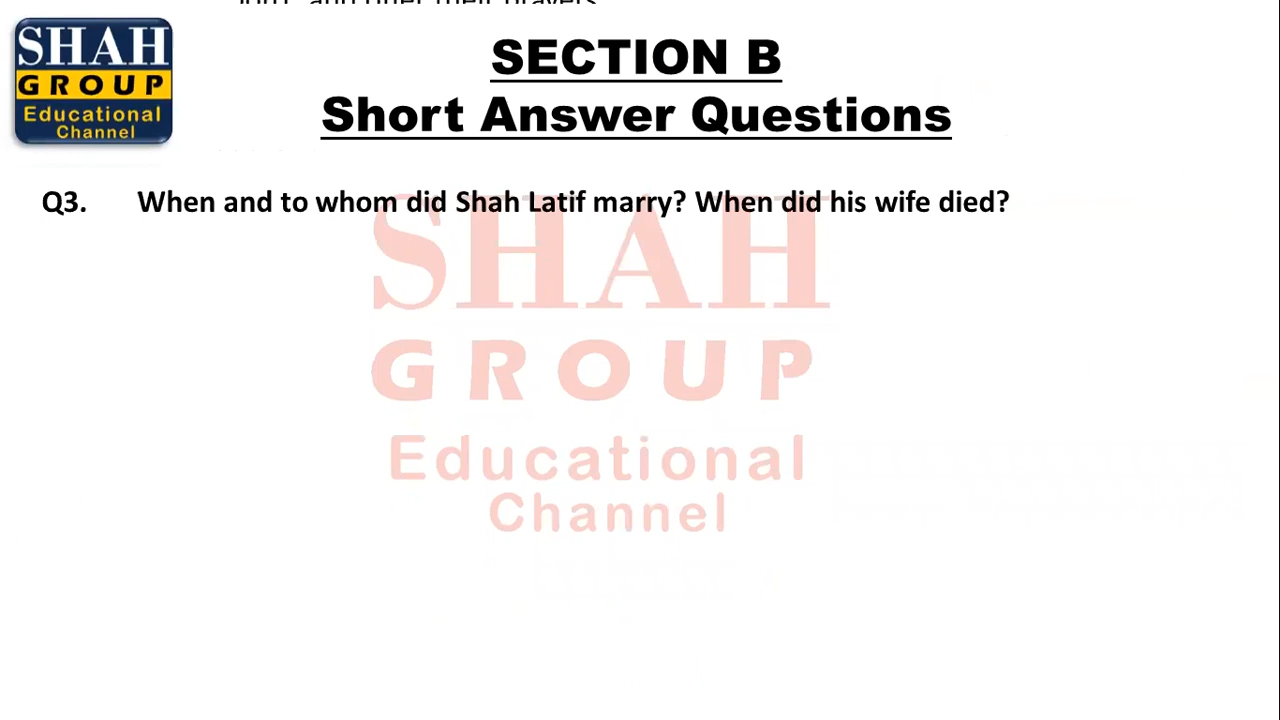 SHAH
GROUP
Educational
Channel
SECTION B
Short Answer Questions
Q3. When and to whom did Shah Latif marry? When did his wife died?
SHAH
GROUP
Educational
Channel